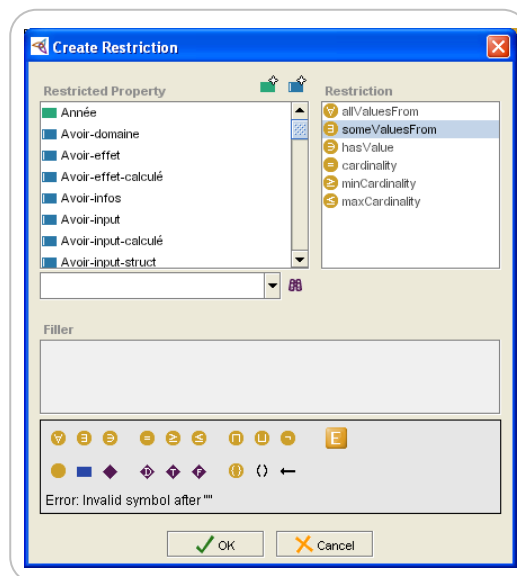 Create Restriction
Restricted Property
Année
Avoir-domaine
Avoir-effet
Avoir-effet-calculé
Avoir-infos
Avoir-input
Avoir-input-calculé
Avoir-input-struct
Restriction
∀ allValuesFrom
∃ someValuesFrom
∋ hasValue
= cardinality
≥ minCardinality
≤ maxCardinality
Filler
∀ ∃ ∋ = ≥ ≤ ⊓ ⊔ ¬ E
D T F {} ()
Error: Invalid symbol after ""
OK
Cancel